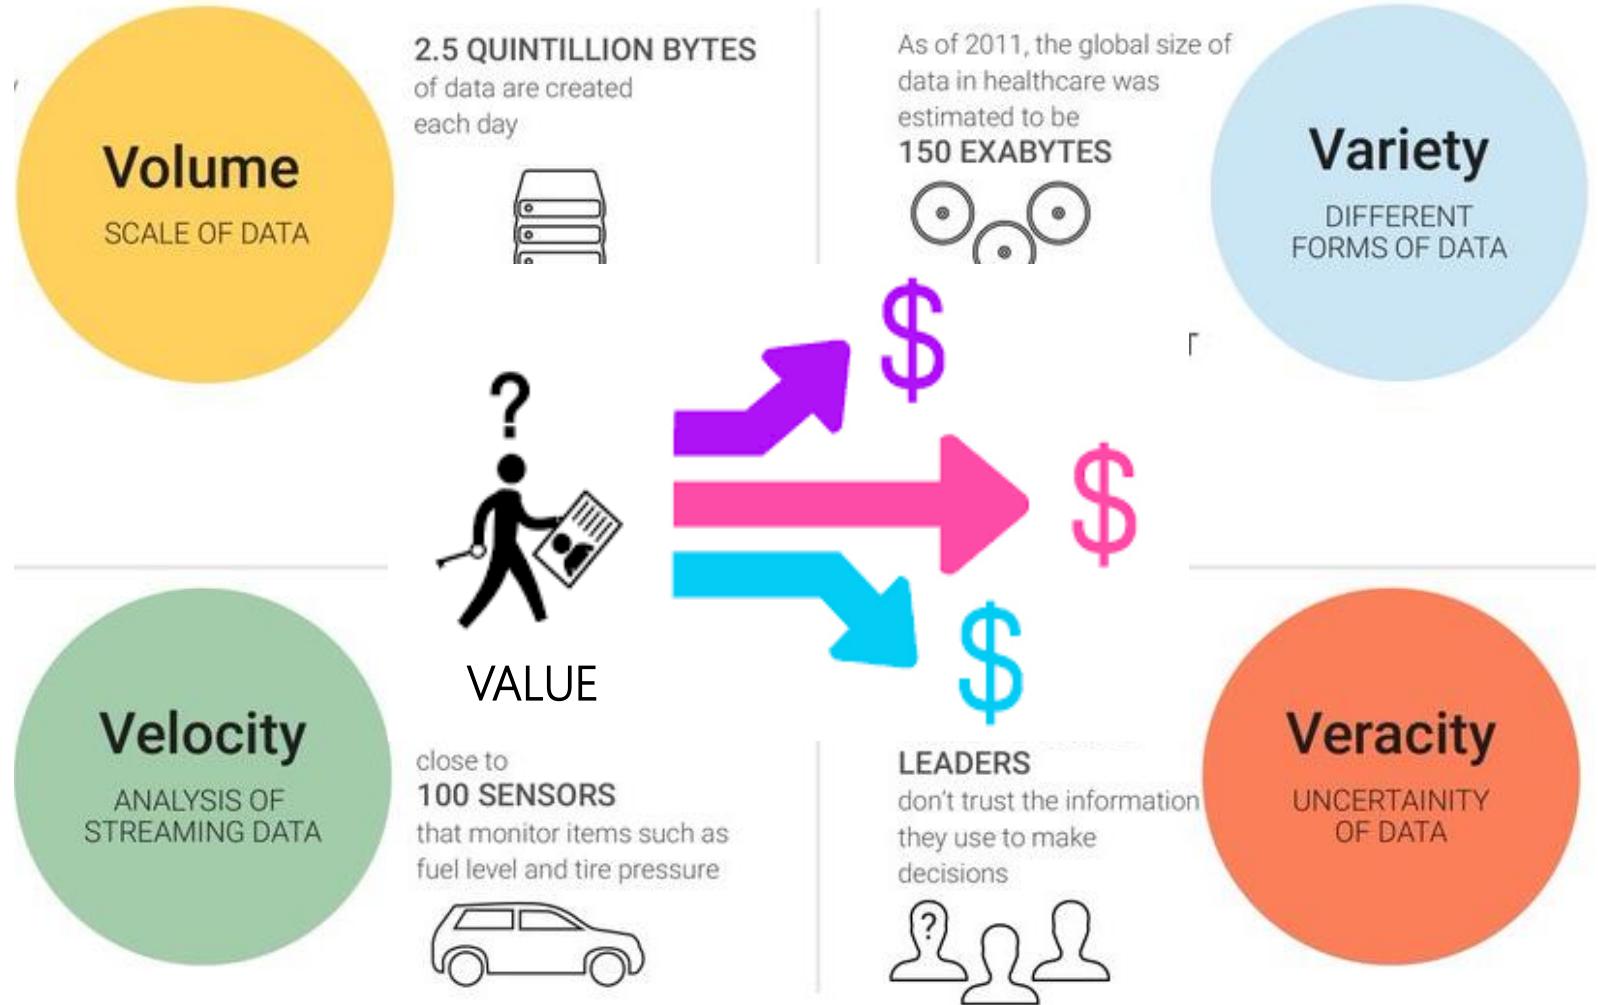 Volume
SCALE OF DATA
2.5 QUINTILLION BYTES
of data are created
each day
As of 2011, the global size of
data in healthcare was
estimated to be
150 EXABYTES
Variety
DIFFERENT
FORMS OF DATA
$
?
T
$
$
VALUE
Velocity
ANALYSIS OF
STREAMING DATA
close to
100 SENSORS
that monitor items such as
fuel level and tire pressure
LEADERS
don't trust the information
they use to make
decisions
?
Veracity
UNCERTAINITY
OF DATA